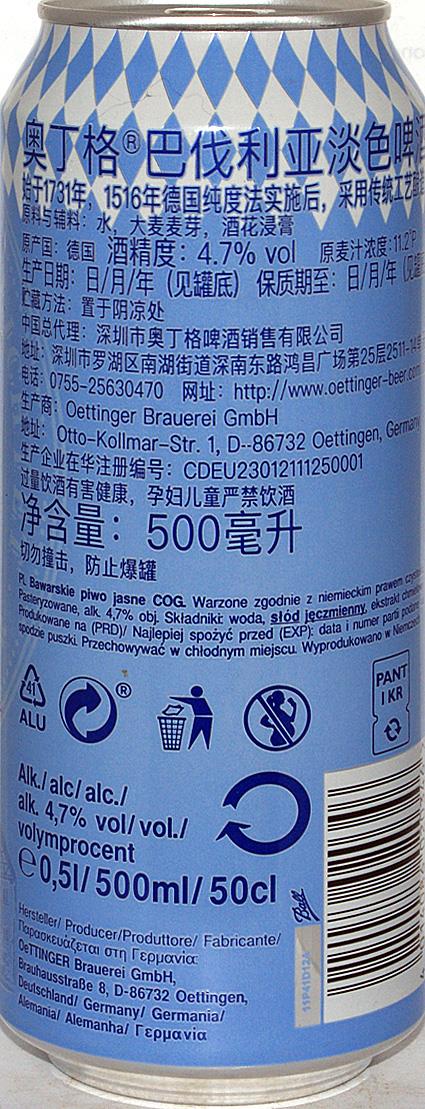 奥丁格®巴伐利亚淡色啤酒
始于1731年，1516年德国纯度法实施后，采用传统工艺酿
原料与辅料：水，大麦麦芽，酒花浸膏
原产国：德国 酒精度：4.7% vol 原麦汁浓度：11.2°P
生产日期：日/月/年（见罐底） 保质期至：日/月/年（见罐
贮藏方法：置于阴凉处
中国总代理：深圳市奥丁格啤酒销售有限公司
地址：深圳市罗湖区南湖街道深南东路鸿昌广场第25层2511-14
电话：0755-25630470 网址：http://www.oettinger-beer.com
生产商：Oettinger Brauerei GmbH
地址：Otto-Kollmar-Str. 1, D--86732 Oettingen, Germany
生产企业在华注册编号：CDEU23012111250001
过量饮酒有害健康，孕妇儿童严禁饮酒
净含量：500毫升
切勿撞击，防止爆罐
PL Bawarskie piwo jasne COG. Warzone zgodnie z niemieckim prawem czystoś
Pasteryzowane, alk. 4,7% obj. Składniki: woda, słód jęczmienny, ekstrakt chmielo
Produkowane na (PRD)/ Najlepiej spożyć przed (EXP): data i numer partii podane
spodzie puszki. Przechowywać w chłodnym miejscu. Wyprodukowano w Niemczech
41
ALU
®
PANT
1 KR
Alk./ alc/ alc./
alk. 4,7% vol/ vol./
volymprocent
℮ 0,5l/ 500ml/ 50cl
Ball
11P41D12A
Hersteller/ Producer/Produttore/ Fabricante/
Παρασκευάζεται στη Γερμανία:
OeTTINGER Brauerei GmbH,
Brauhausstraße 8, D-86732 Oettingen,
Deutschland/ Germany/ Germania/
Alemania/ Alemanha/ Γερμανία